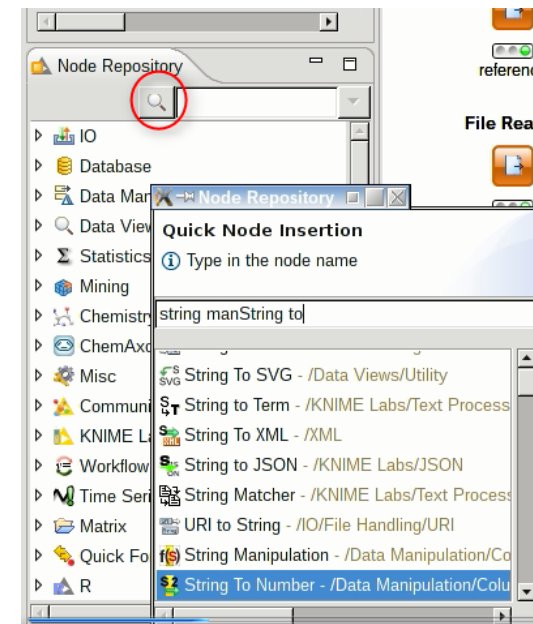 Node Repository
referen
File Rea
IO
Database
Data Mar
Node Repository
Data View
Quick Node Insertion
Statistics
Type in the node name
Mining
Chemistry
string manString to
ChemAxo
Misc
String To SVG - /Data Views/Utility
Communi
String to Term - /KNIME Labs/Text Process
KNIME La
String To XML - /XML
Workflow
String to JSON - /KNIME Labs/JSON
Time Seri
String Matcher - /KNIME Labs/Text Process
Matrix
URI to String - /IO/File Handling/URI
Quick Fo
String Manipulation - /Data Manipulation/Co
R
String To Number - /Data Manipulation/Colu